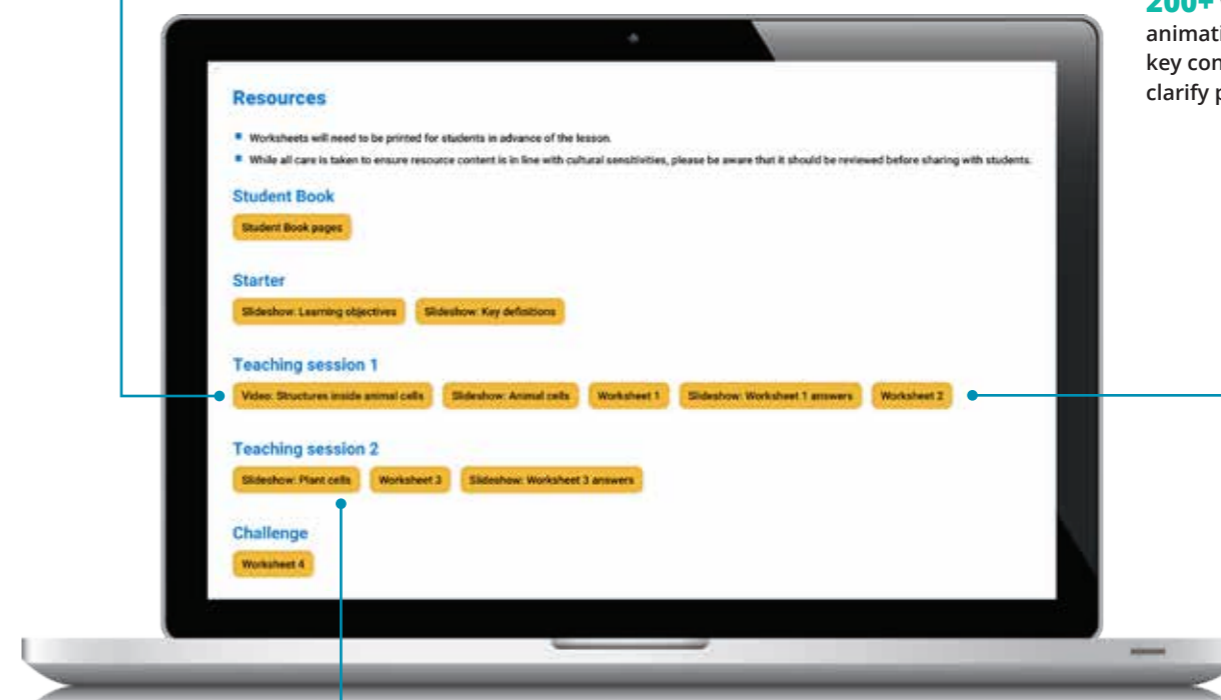 200+
animati
key con
clarify p
Resources
Worksheets will need to be printed for students in advance of the lesson.
While all care is taken to ensure resource content is in line with cultural sensitivities, please be aware that it should be reviewed before sharing with students.
Student Book
Student Book pages
Starter
Slideshow: Learning objectives Slideshow: Key definitions
Teaching session 1
Video: Structures inside animal cells Slideshow: Animal cells Worksheet 1 Slideshow: Worksheet 1 answers Worksheet 2
Teaching session 2
Slideshow: Plant cells Worksheet 3 Slideshow: Worksheet 3 answers
Challenge
Worksheet 4